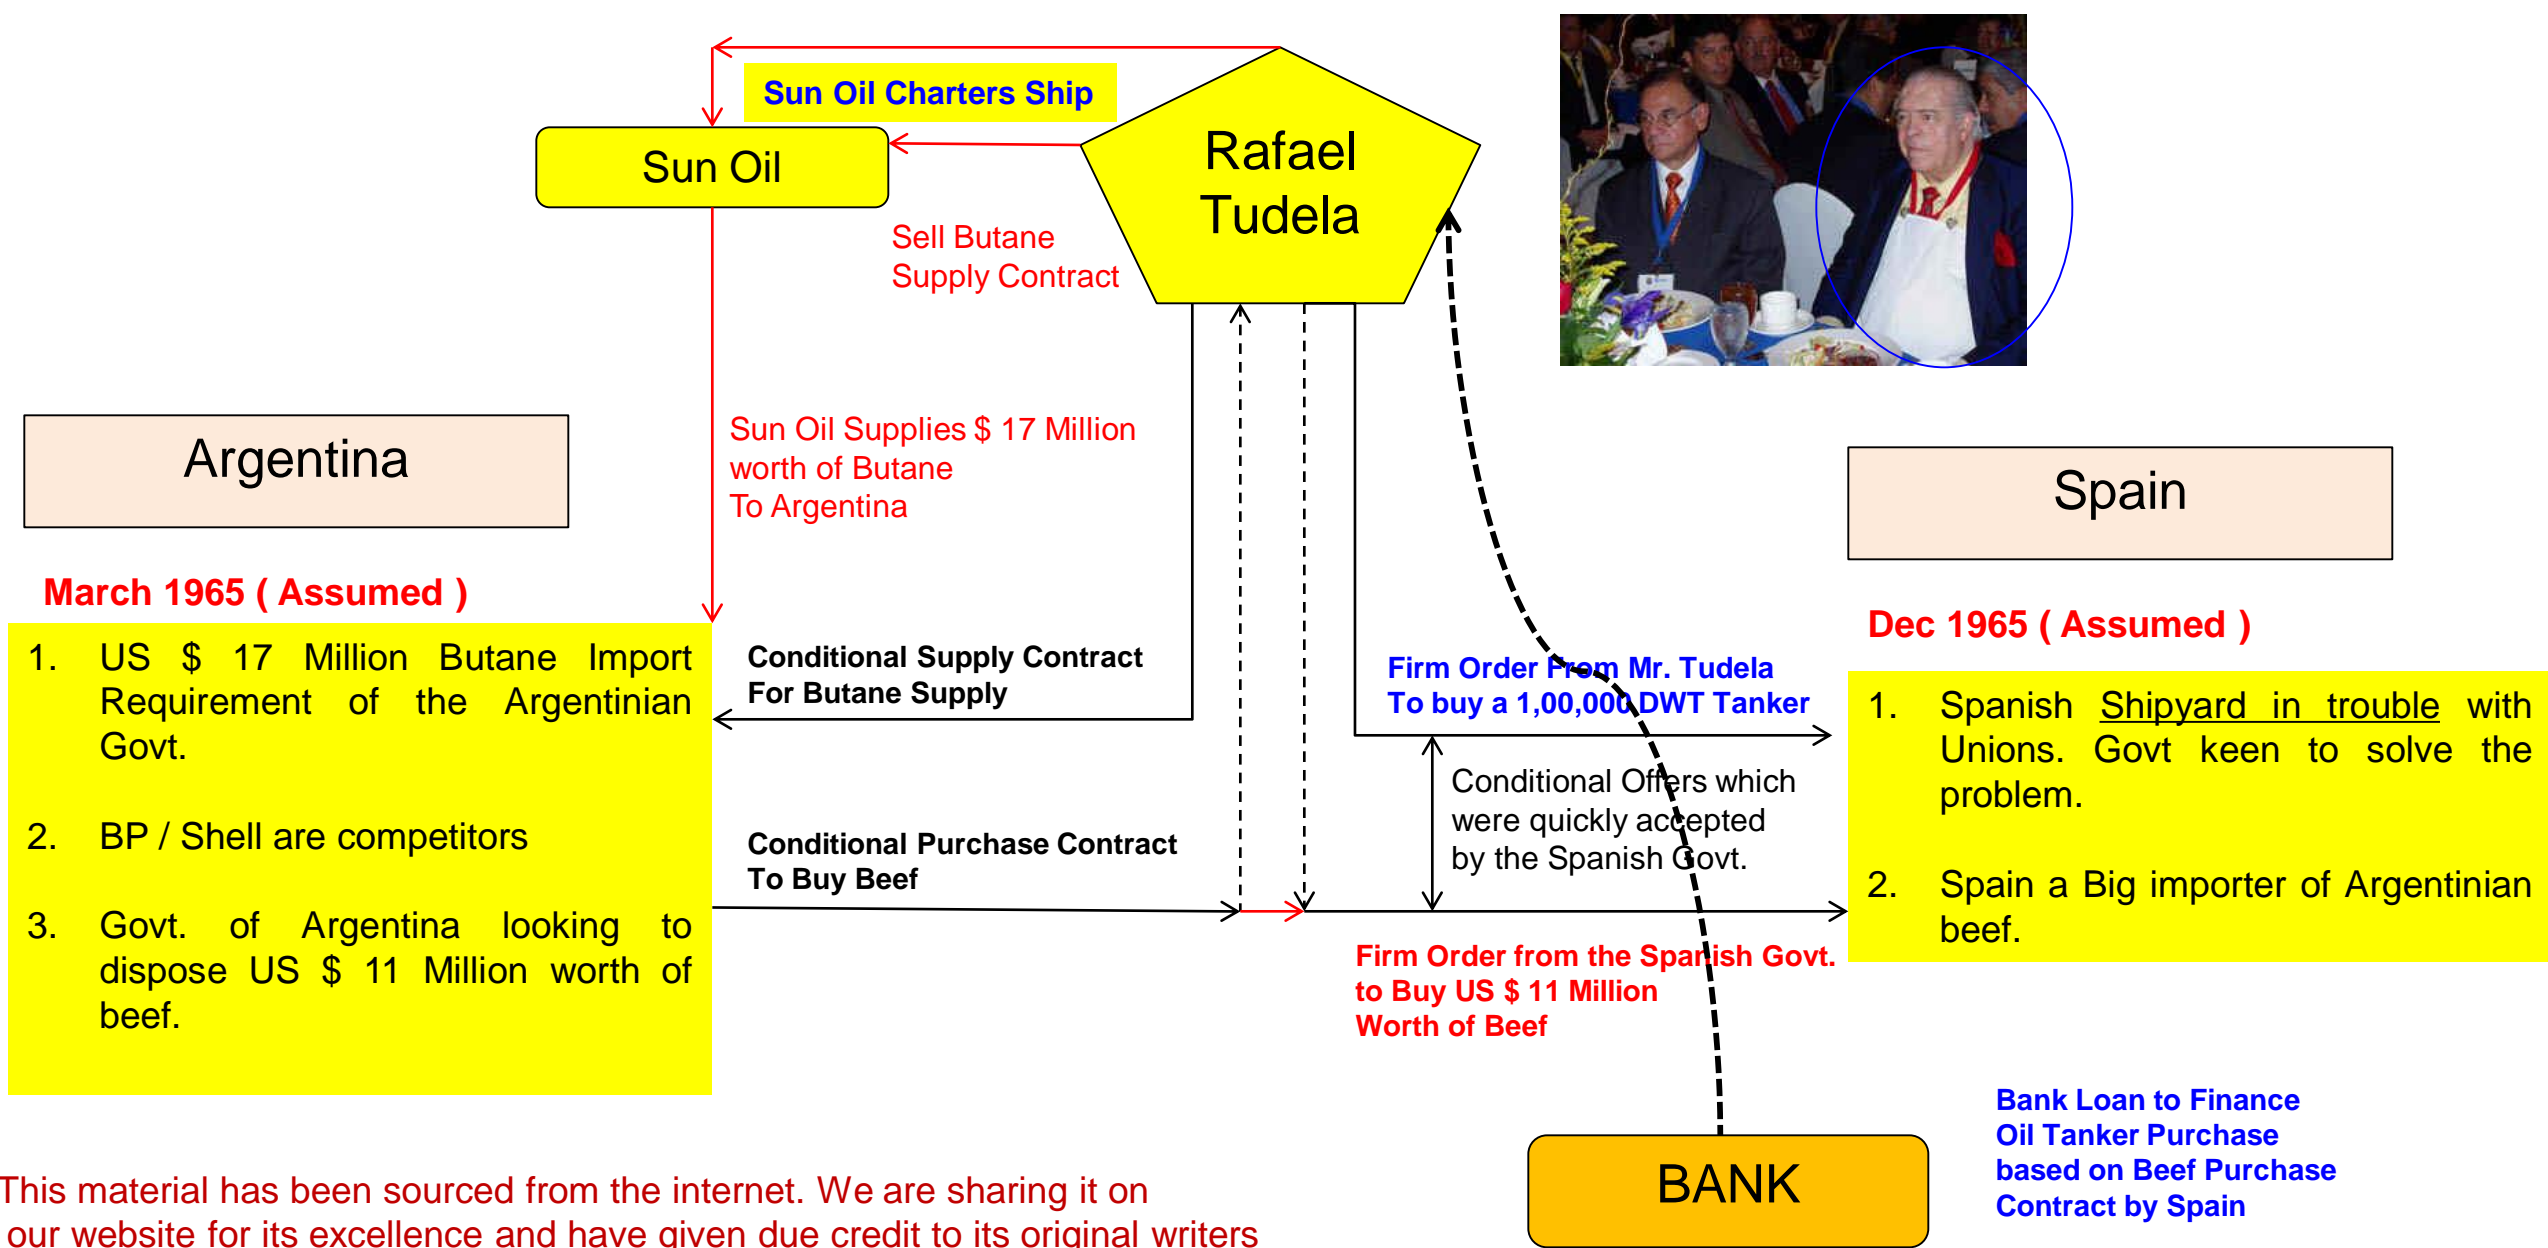 Sun Oil Charters Ship
Rafael
Tudela
Sun Oil
Sell Butane
Supply Contract
Argentina
Sun Oil Supplies $ 17 Million
worth of Butane
To Argentina
Spain
March 1965 ( Assumed )
Dec 1965 ( Assumed )
1. US $ 17 Million Butane Import
Requirement of the Argentinian
Govt.
2. BP / Shell are competitors
3. Govt. of Argentina looking to
dispose US $ 11 Million worth of
beef.
Conditional Supply Contract
For Butane Supply
Conditional Purchase Contract
To Buy Beef
Firm Order From Mr. Tudela
To buy a 1,00,000 DWT Tanker
Conditional Offers which
were quickly accepted
by the Spanish Govt.
Firm Order from the Spanish Govt.
to Buy US $ 11 Million
Worth of Beef
1. Spanish Shipyard in trouble with
Unions. Govt keen to solve the
problem.
2. Spain a Big importer of Argentinian
beef.
Bank Loan to Finance
Oil Tanker Purchase
based on Beef Purchase
Contract by Spain
BANK
This material has been sourced from the internet. We are sharing it on
our website for its excellence and have given due credit to its original writers